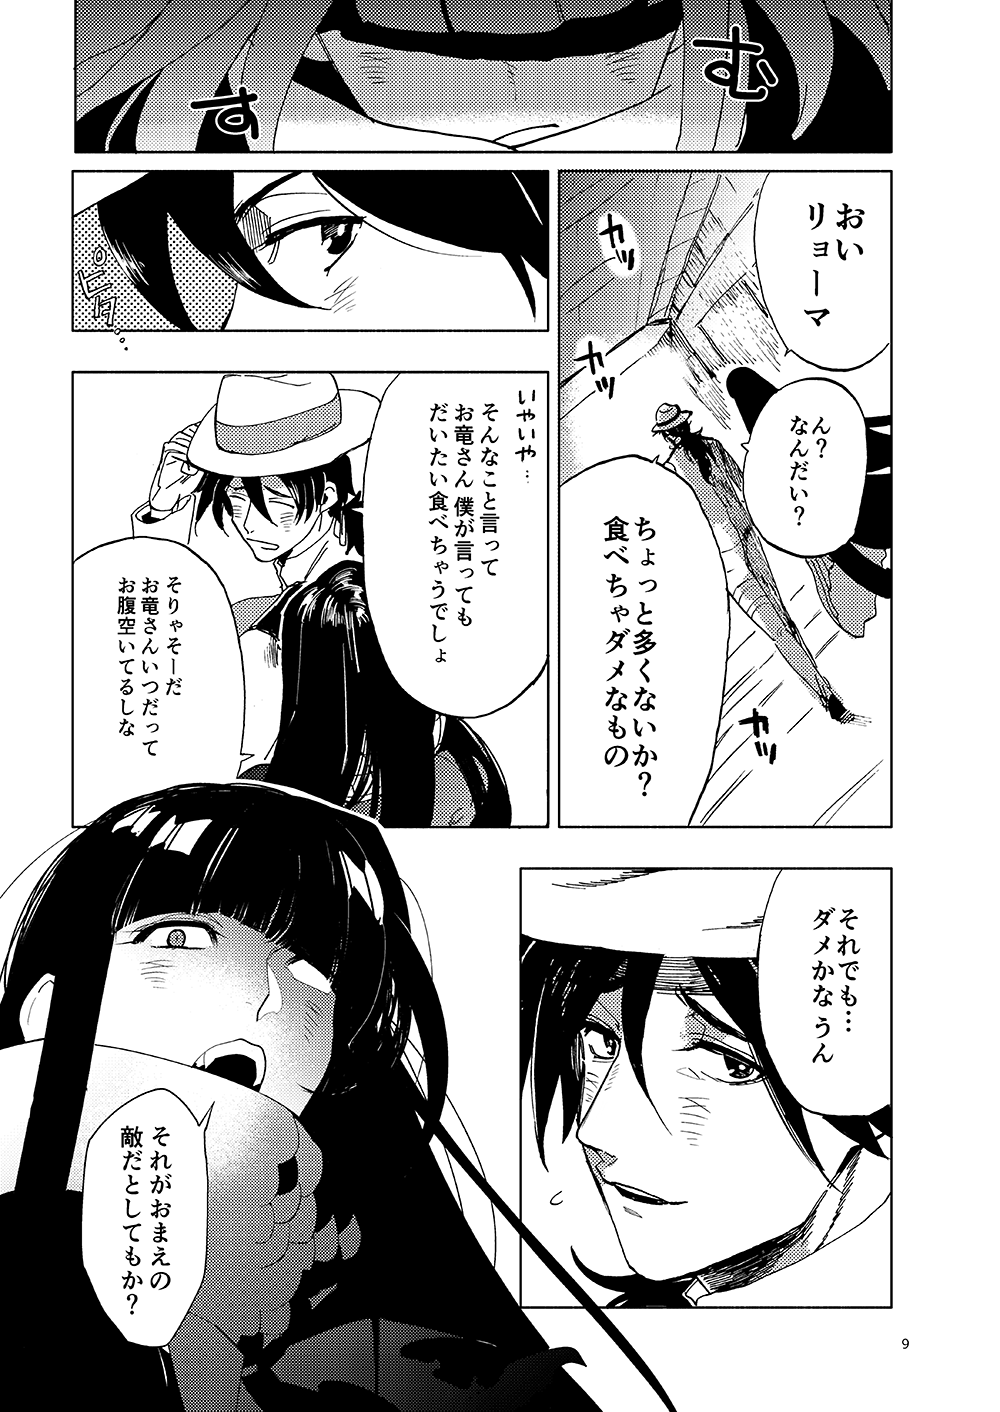 むす
おい
リョーマ
カッ
カッ
ん?
なんだい?
ちょっと多くないか?
食べちゃダメなもの
カッ
ピタ…
いやいや…
そんなこと言って
お竜さん 僕が言っても
だいたい食べちゃうでしょ
そりゃそーだ
お竜さんいつだって
お腹空いてるしな
それでも…
ダメかな うん
それがおまえの
敵だとしてもか?
9